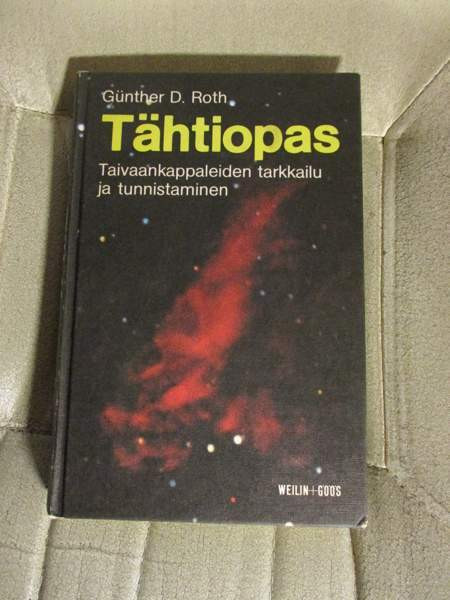 Günther D. Roth
Tähtiopas
Taivaankappaleiden tarkkailu
ja tunnistaminen
WEILIN+GÖÖS